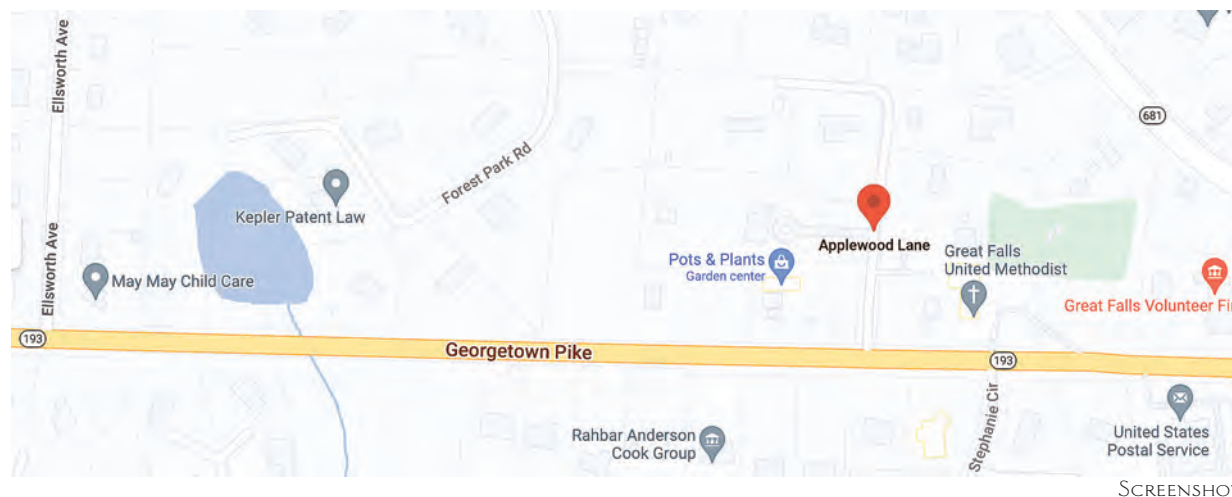 Ellsworth Ave
681
Forest Park Rd
Kepler Patent Law
Ellsworth Ave
Applewood Lane
Great Falls
United Methodist
Pots & Plants
Garden center
May May Child Care
Great Falls Volunteer Fi
193
Georgetown Pike
193
Stephanie Cir
Rahbar Anderson
Cook Group
United States
Postal Service
SCREENSHO